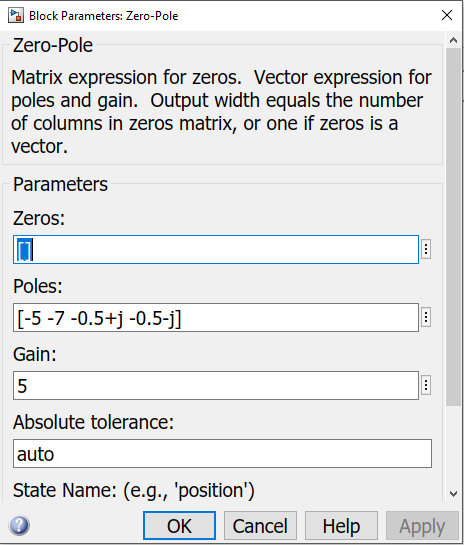 Block Parameters: Zero-Pole
Zero-Pole
Matrix expression for zeros. Vector expression for
poles and gain. Output width equals the number
of columns in zeros matrix, or one if zeros is a
vector.
Parameters
Zeros:
[]
Poles:
[-5 -7 -0.5+j -0.5-j]
Gain:
5
Absolute tolerance:
auto
State Name: (e.g., 'position')
OK Cancel Help Apply